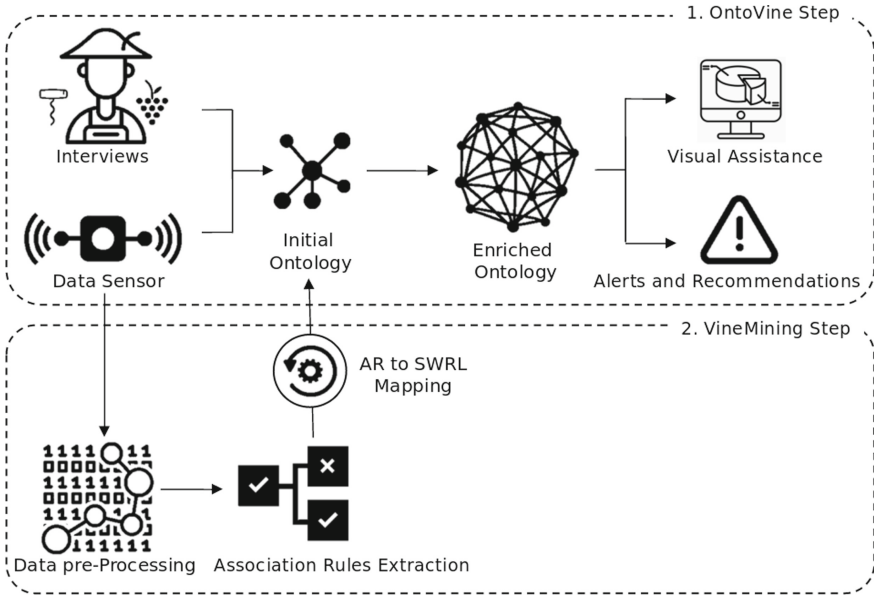 1. OntoVine Step
Interviews
Data Sensor
Initial
Ontology
Enriched
Ontology
Visual Assistance
Alerts and Recommendations
2. VineMining Step
AR to SWRL
Mapping
Data pre-Processing
Association Rules Extraction